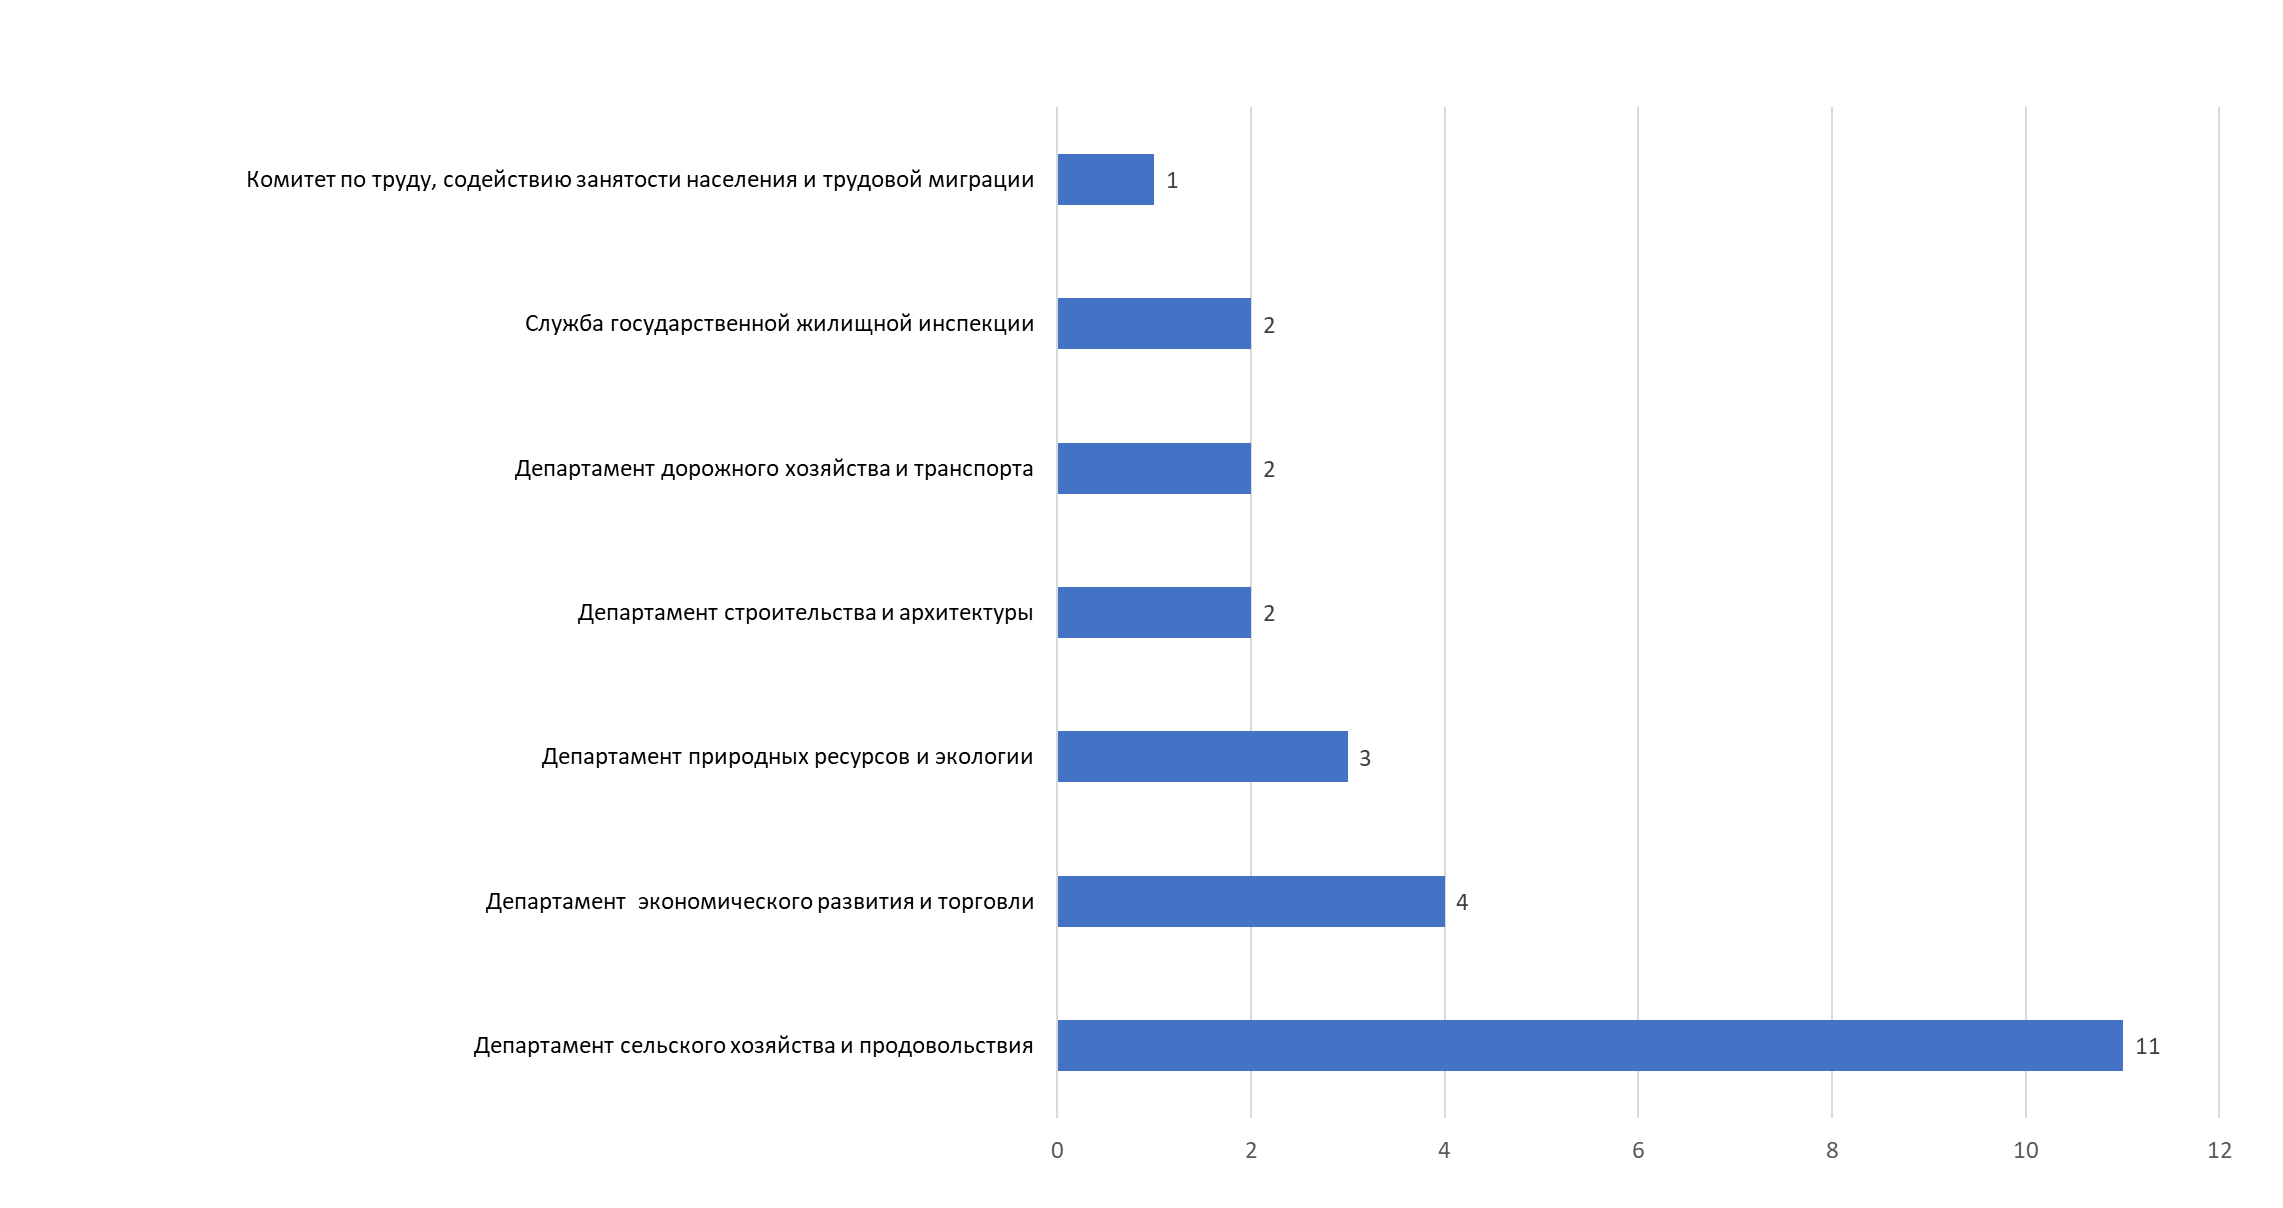 Комитет по труду, содействию занятости населения и трудовой миграции 1
Служба государственной жилищной инспекции 2
Департамент дорожного хозяйства и транспорта 2
Департамент строительства и архитектуры 2
Департамент природных ресурсов и экологии 3
Департамент  экономического развития и торговли 4
Департамент сельского хозяйства и продовольствия 11
0 2 4 6 8 10 12